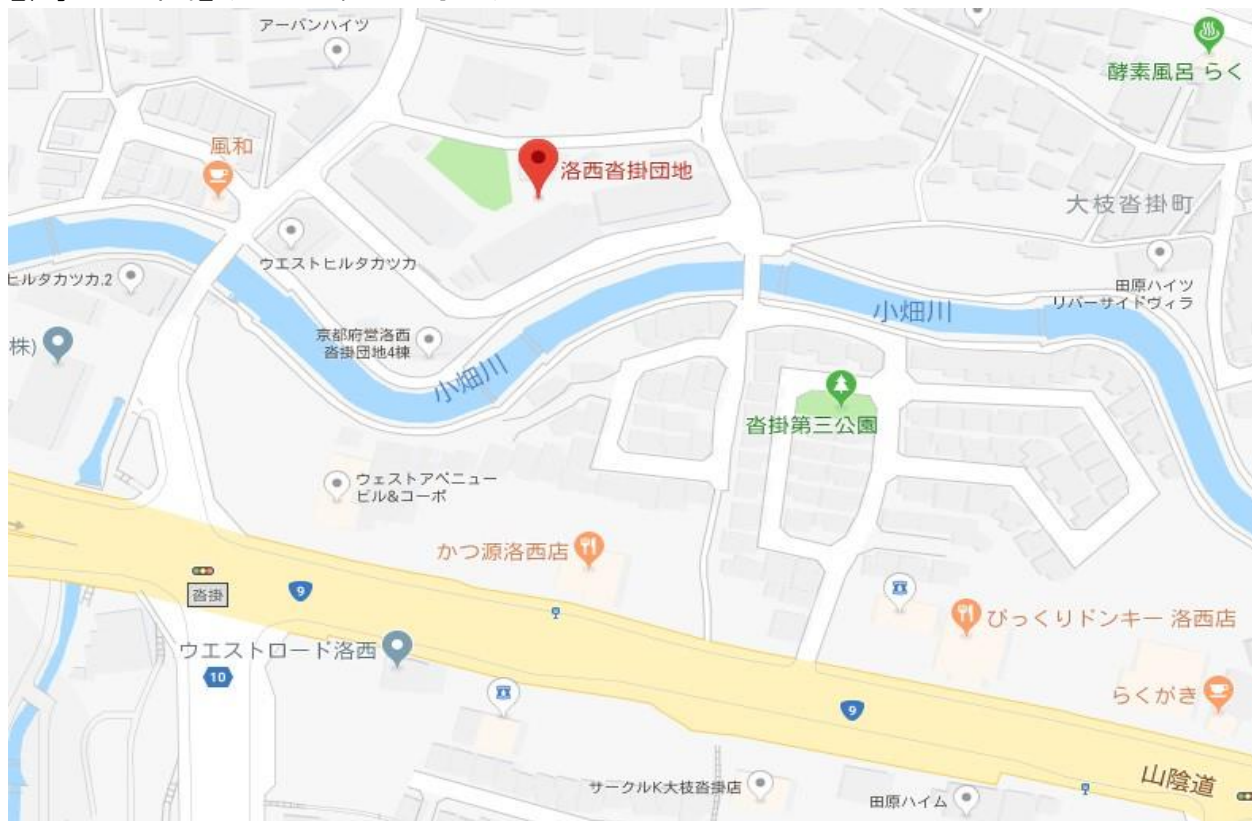 アーバンハイツ
酵素風呂 らく
風和
洛西沓掛団地
大枝沓掛町
ウエストヒルタカツカ
ヒルタカツカ.2
田原ハイツ
リバーサイドヴィラ
小畑川
京都府営洛西
沓掛団地4棟
株)
小畑川
沓掛第三公園
ウェストアベニュー
ビル&コーポ
かつ源洛西店
沓掛
9
びっくりドンキー 洛西店
ウエストロード洛西
10
らくがき
9
山陰道
サークルK大枝沓掛店
田原ハイム